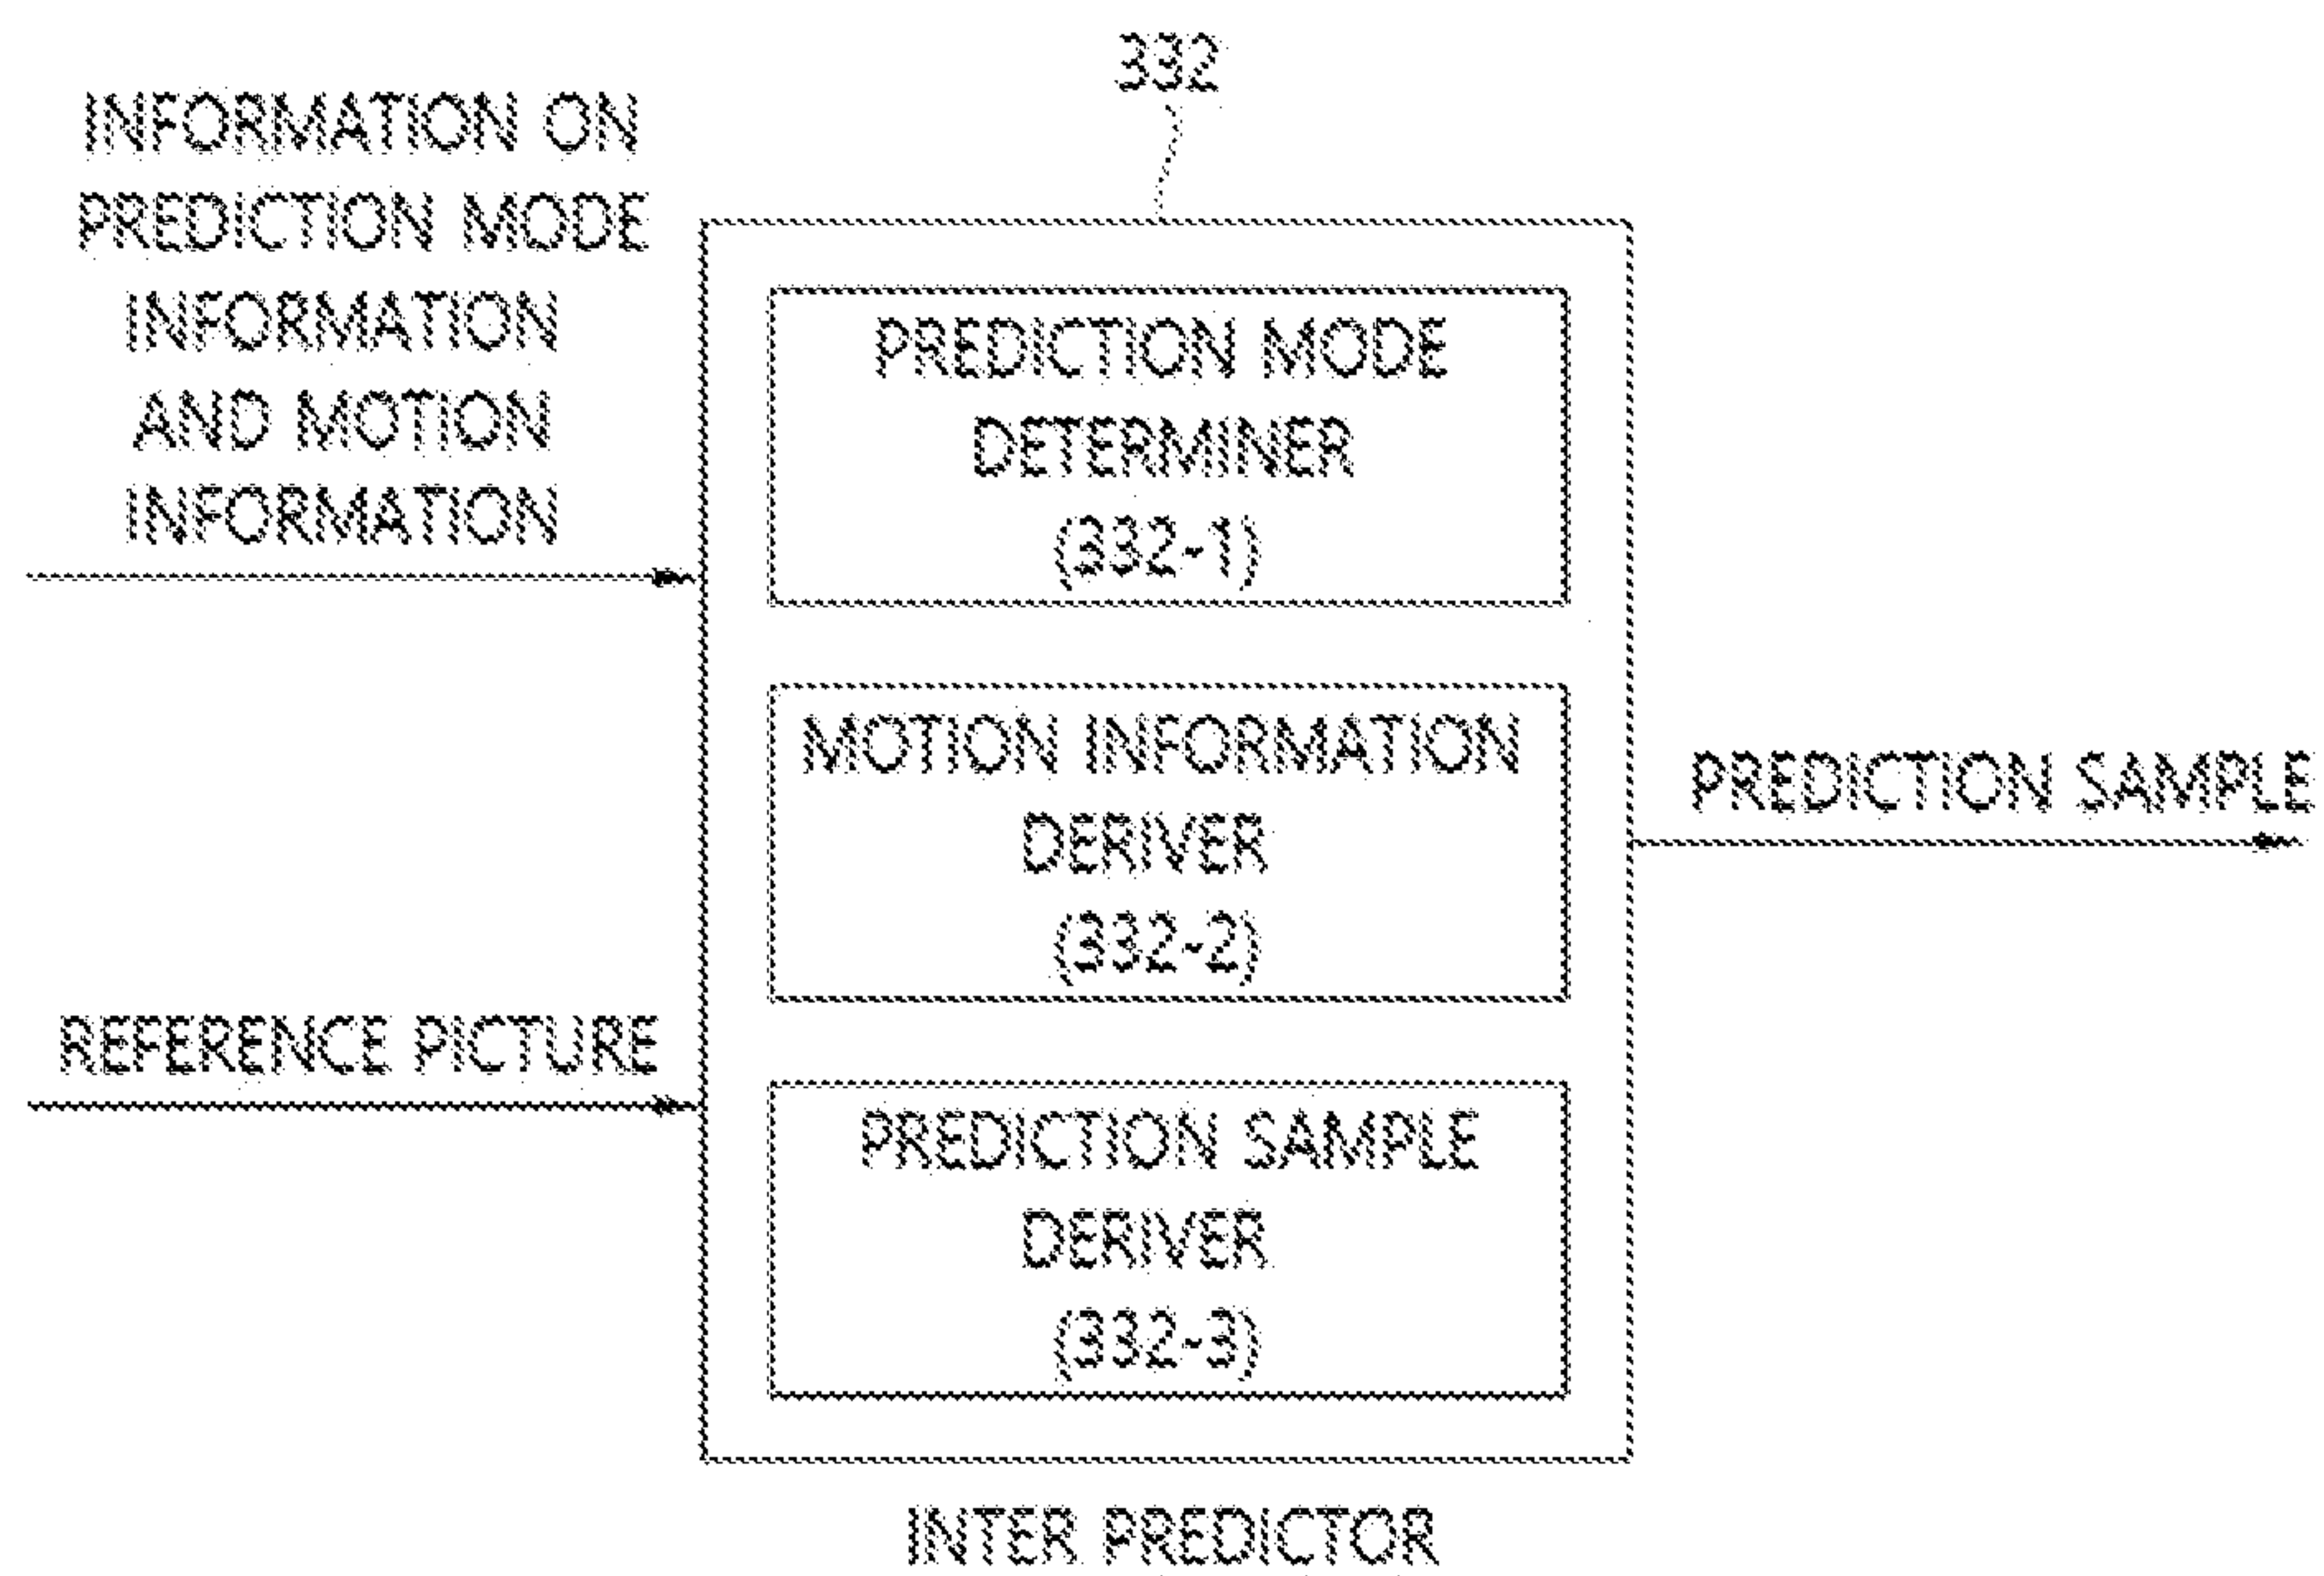 332
INFORMATION ON
PREDICTION MODE
INFORMATION
AND MOTION
INFORMATION
PREDICTION MODE
DETERMINER
(332-1)
MOTION INFORMATION
DERIVER
(332-2)
PREDICTION SAMPLE
REFERENCE PICTURE
PREDICTION SAMPLE
DERIVER
(332-3)
INTER PREDICTOR